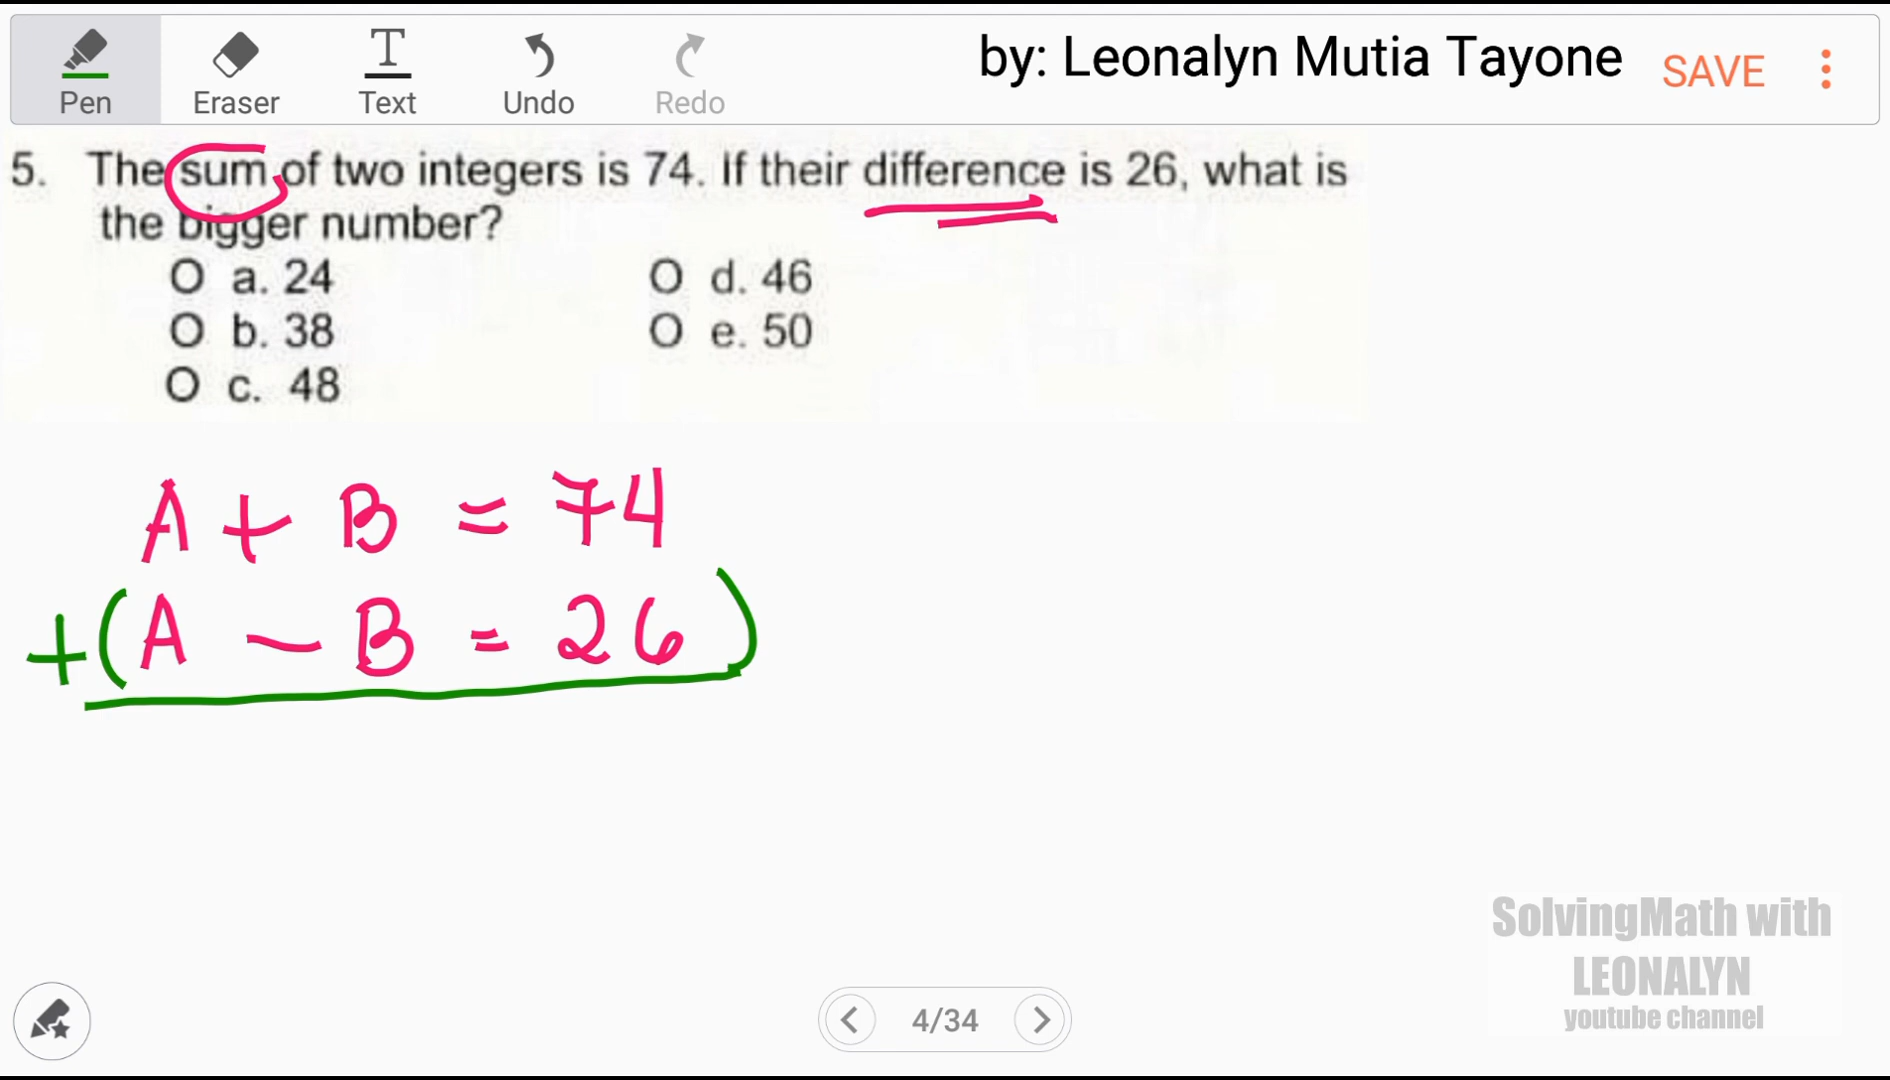 Pen Eraser Text Undo Redo by: Leonalyn Mutia Tayone SAVE
5. The sum of two integers is 74. If their difference is 26, what is
the bigger number?
O a. 24 O d. 46
O b. 38 O e. 50
O c. 48
A + B = 74
+(A - B = 26)
SolvingMath with
LEONALYN
youtube channel
4/34